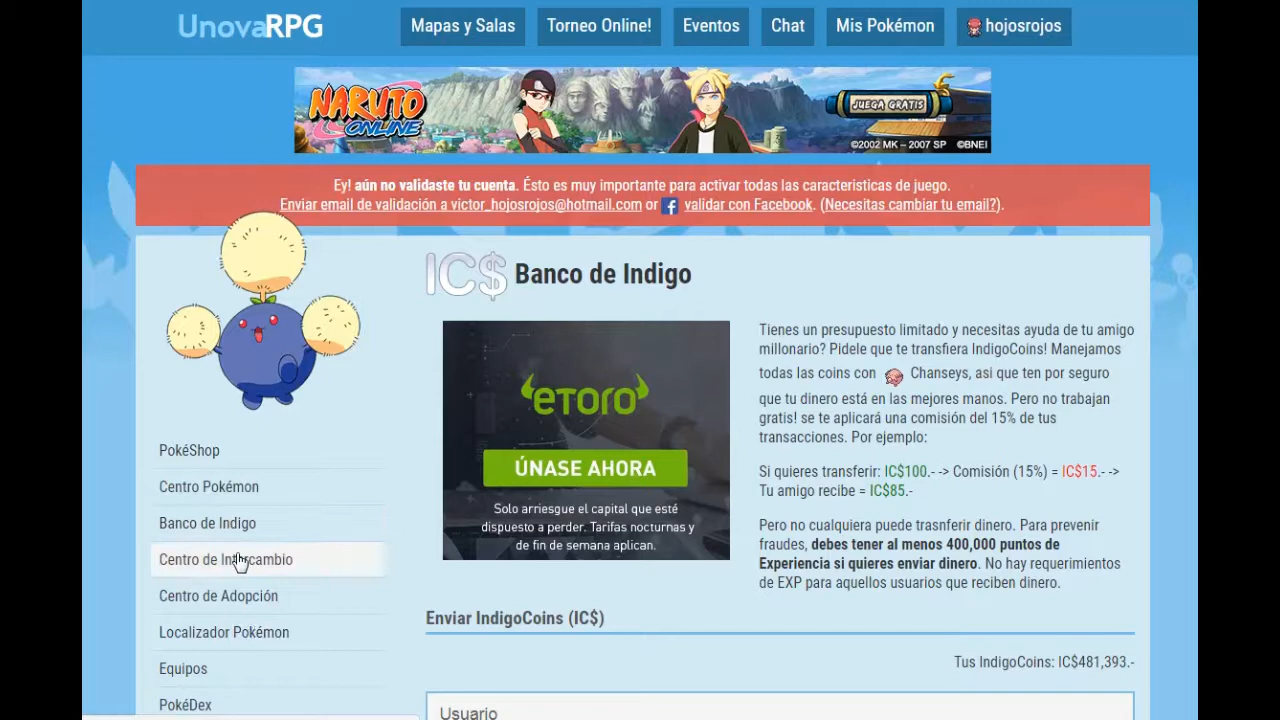 UnovaRPG
Mapas y Salas
Torneo Online!
Eventos
Chat
Mis Pokémon
hojosrojos
NARUTO
ONLINE
JUEGA GRATIS
©2002 MK – 2007 SP ©BNEI
Ey! aún no validaste tu cuenta. Ésto es muy importante para activar todas las caracteristicas de juego.
Enviar email de validación a victor_hojosrojos@hotmail.com or f validar con Facebook. (Necesitas cambiar tu email?).
IC$ Banco de Indigo
PokéShop
Centro Pokémon
Banco de Indigo
Centro de Intercambio
Centro de Adopción
Localizador Pokémon
Equipos
PokéDex
eToro
ÚNASE AHORA
Solo arriesgue el capital que esté
dispuesto a perder. Tarifas nocturnas y
de fin de semana aplican.
Tienes un presupuesto limitado y necesitas ayuda de tu amigo
millonario? Pidele que te transfiera IndigoCoins! Manejamos
todas las coins con Chanseys, asi que ten por seguro
que tu dinero está en las mejores manos. Pero no trabajan
gratis! se te aplicará una comisión del 15% de tus
transacciones. Por ejemplo:
Si quieres transferir: IC$100.- -> Comisión (15%) = IC$15.- ->
Tu amigo recibe = IC$85.-
Pero no cualquiera puede trasnferir dinero. Para prevenir
fraudes, debes tener al menos 400,000 puntos de
Experiencia si quieres enviar dinero. No hay requerimientos
de EXP para aquellos usuarios que reciben dinero.
Enviar IndigoCoins (IC$)
Tus IndigoCoins: IC$481,393.-
Usuario